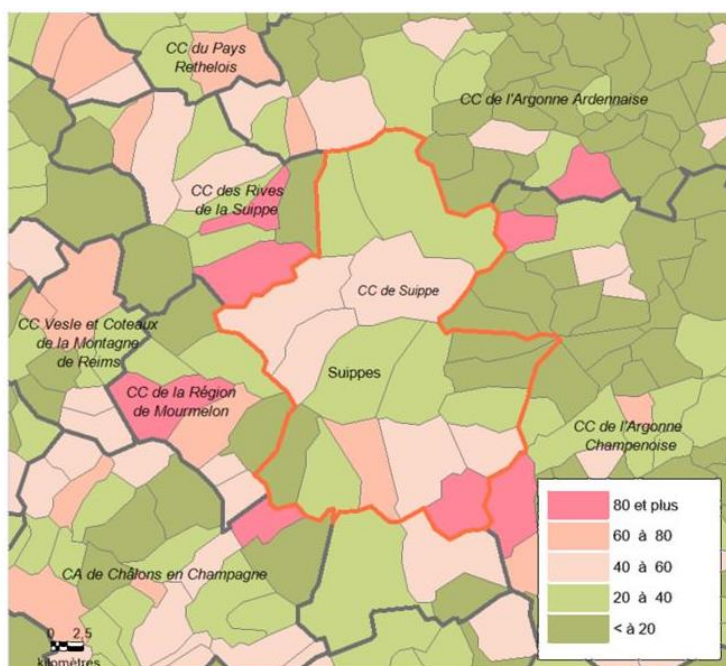 CC du Pays
Rethelois
CC de l'Argonne Ardennaise
CC des Rives
de la Suippe
CC de Suippe
CC Vesle et Coteaux
de la Montagne
de Reims
Suippes
CC de la Région
de Mourmelon
CC de l'Argonne
Champenoise
CA de Châlons en Champagne
80 et plus
60 à 80
40 à 60
20 à 40
< à 20
0 2,5
kilomètres